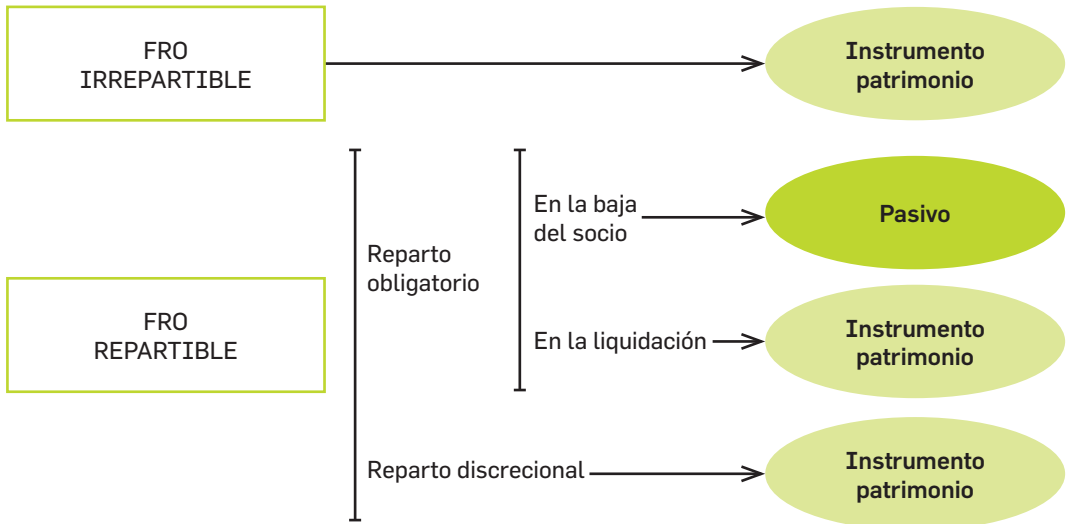 FRO
IRREPARTIBLE
Instrumento
patrimonio
FRO
REPARTIBLE
Reparto
obligatorio
En la baja
del socio
Pasivo
En la liquidación
Instrumento
patrimonio
Reparto discrecional
Instrumento
patrimonio